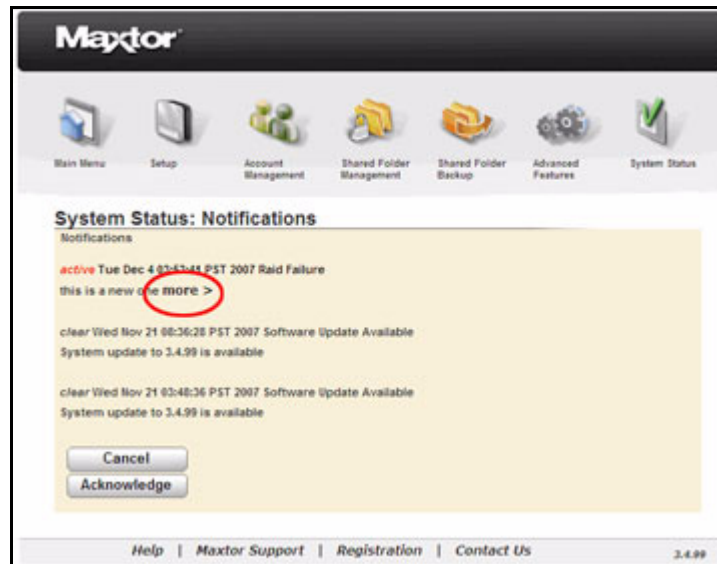 Maxtor
Main Menu
Setup
Account Management
Shared Folder Management
Shared Folder Backup
Advanced Features
System Status
System Status: Notifications
Notifications
active Tue Dec 4 03:53:41 PST 2007 Raid Failure
this is a new one more >
clear Wed Nov 21 08:36:28 PST 2007 Software Update Available
System update to 3.4.99 is available
clear Wed Nov 21 03:48:36 PST 2007 Software Update Available
System update to 3.4.99 is available
Cancel
Acknowledge
Help | Maxtor Support | Registration | Contact Us
3.4.99